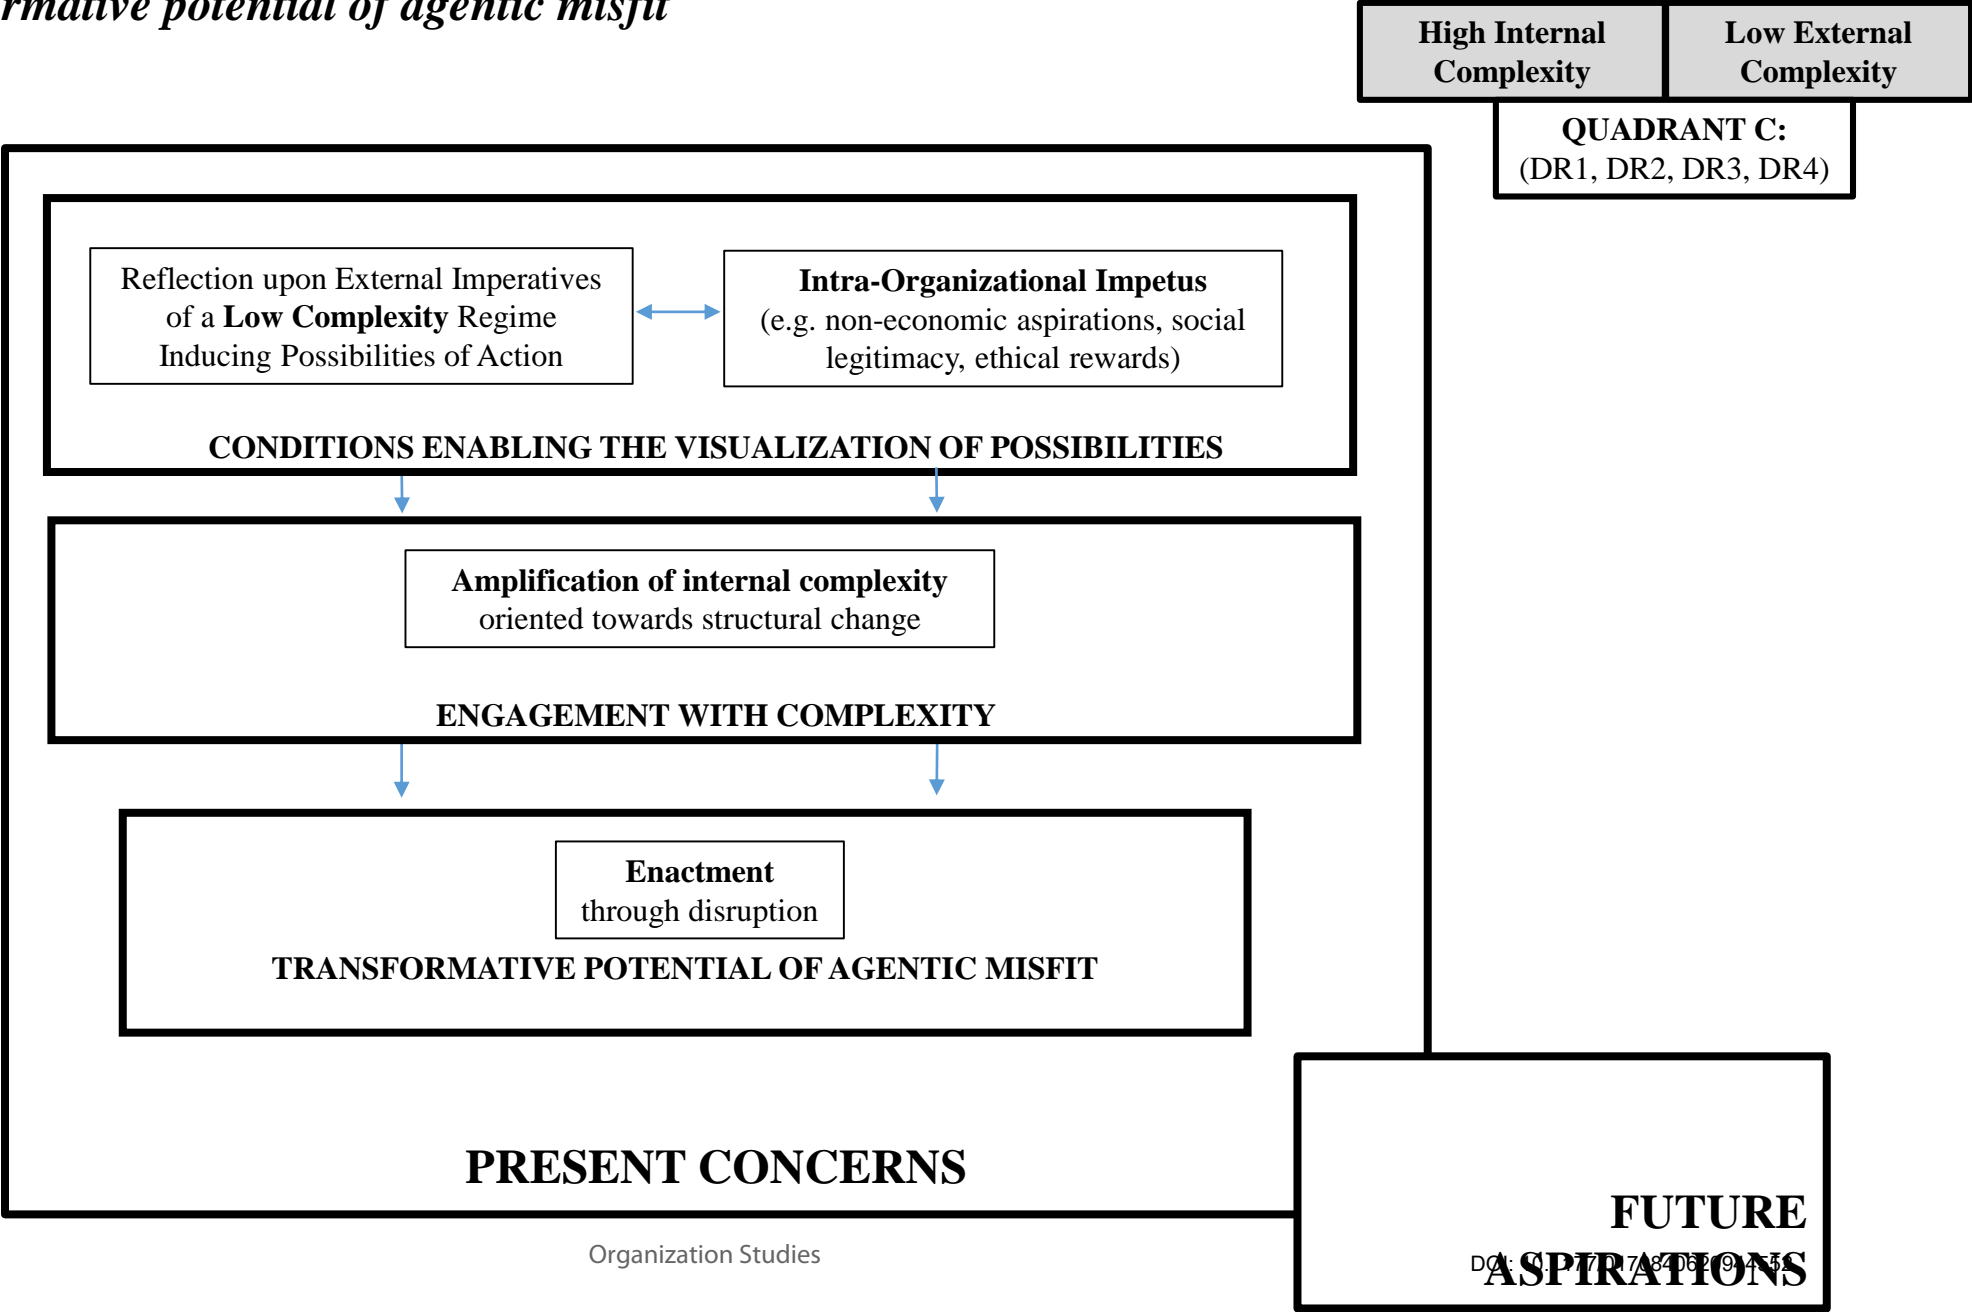 rmative potential of agentic misfit
High Internal
Complexity
Low External
Complexity
QUADRANT C:
(DR1, DR2, DR3, DR4)
Reflection upon External Imperatives
of a Low Complexity Regime
Inducing Possibilities of Action
Intra-Organizational Impetus
(e.g. non-economic aspirations, social
legitimacy, ethical rewards)
CONDITIONS ENABLING THE VISUALIZATION OF POSSIBILITIES
Amplification of internal complexity
oriented towards structural change
ENGAGEMENT WITH COMPLEXITY
Enactment
through disruption
TRANSFORMATIVE POTENTIAL OF AGENTIC MISFIT
PRESENT CONCERNS
FUTURE
ASPIRATIONS
Organization Studies
DOI: